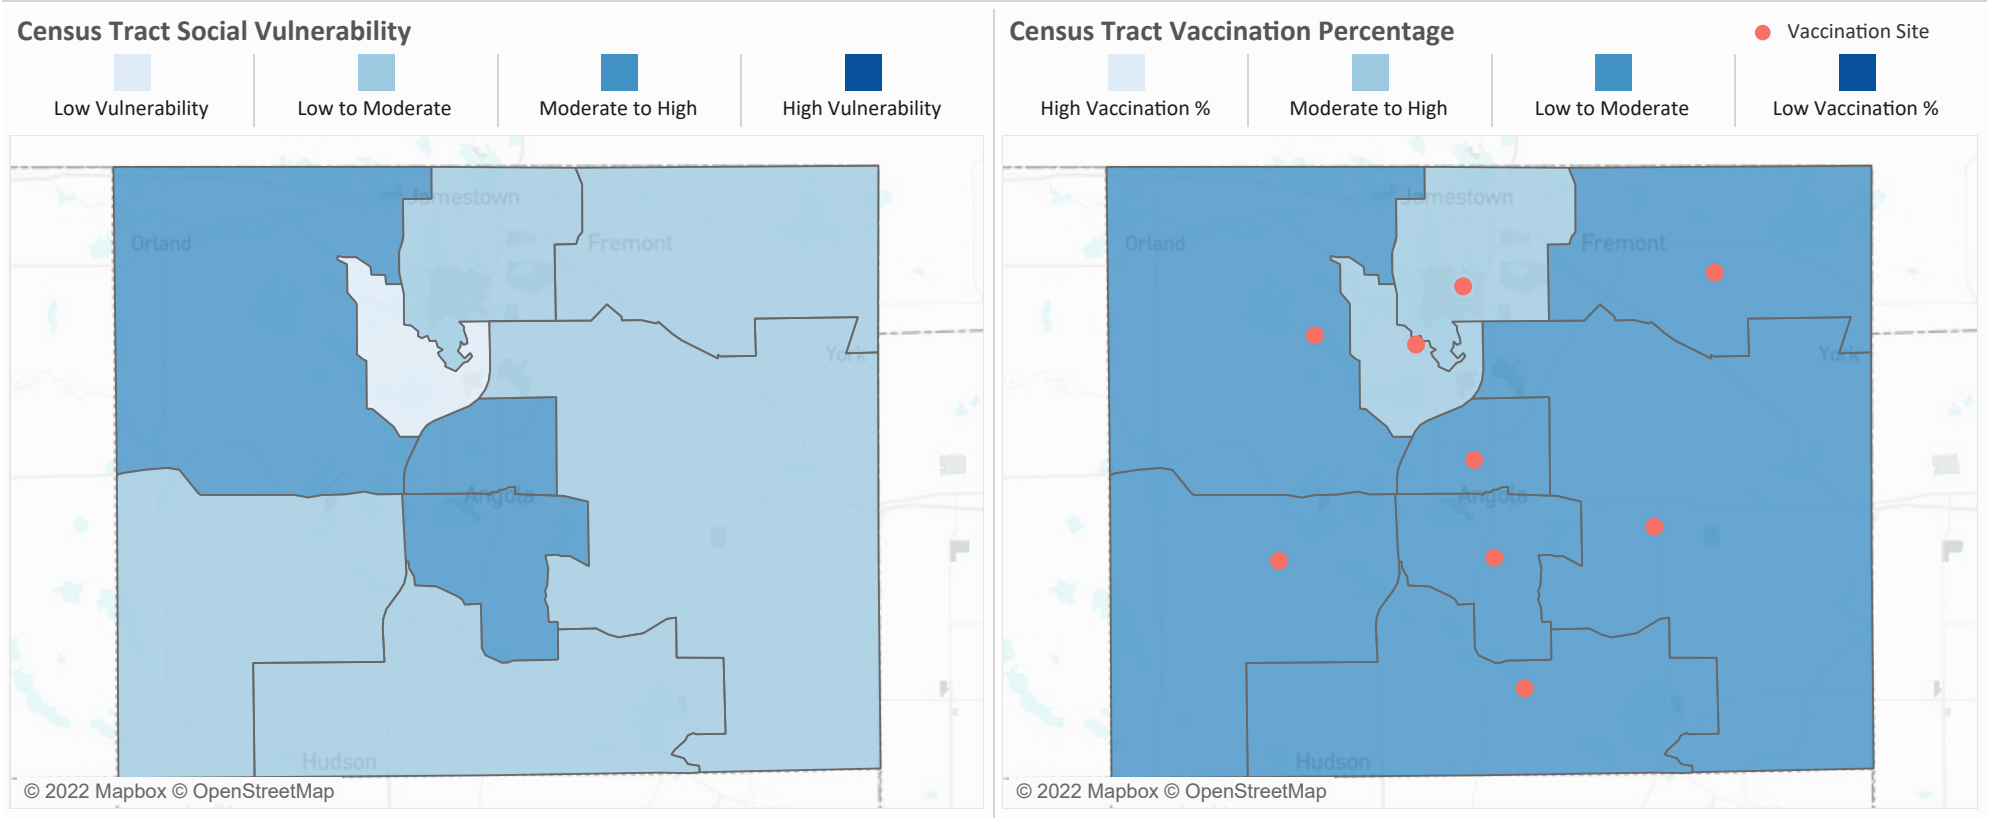 Census Tract Social Vulnerability
Low Vulnerability
Low to Moderate
Moderate to High
High Vulnerability
Jamestown
Orland
Fremont
York
Angola
Hudson
© 2022 Mapbox © OpenStreetMap
Census Tract Vaccination Percentage
Vaccination Site
High Vaccination %
Moderate to High
Low to Moderate
Low Vaccination %
Jamestown
Orland
Fremont
York
Angola
Hudson
© 2022 Mapbox © OpenStreetMap